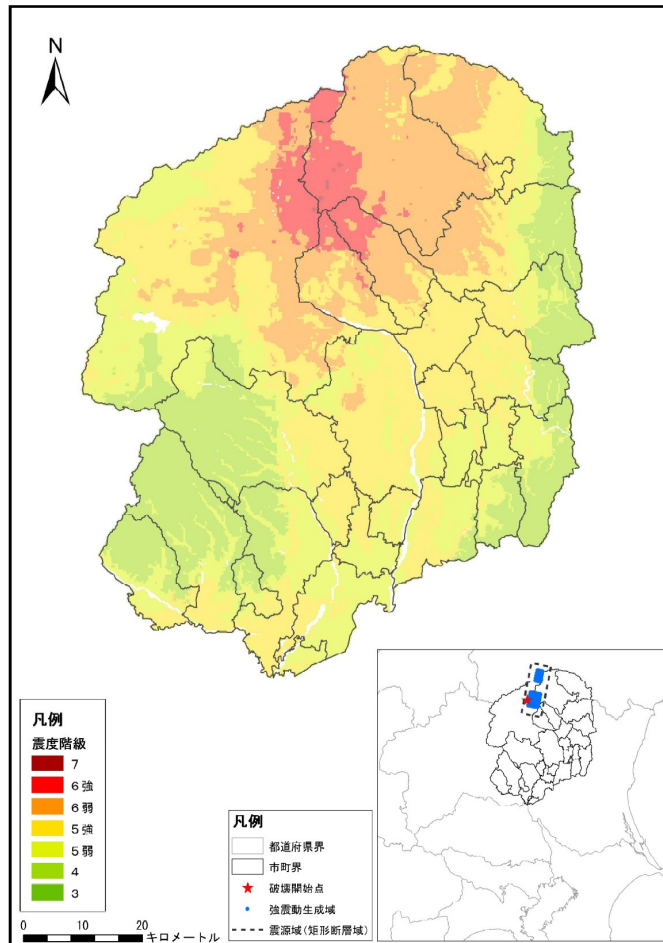 N
凡例
震度階級
7
6強
6弱
5強
5弱
4
3
0 5 10 20
キロメートル
凡例
都道府県界
市町界
破壊開始点
強震動生成域
震源域(矩形断層域)